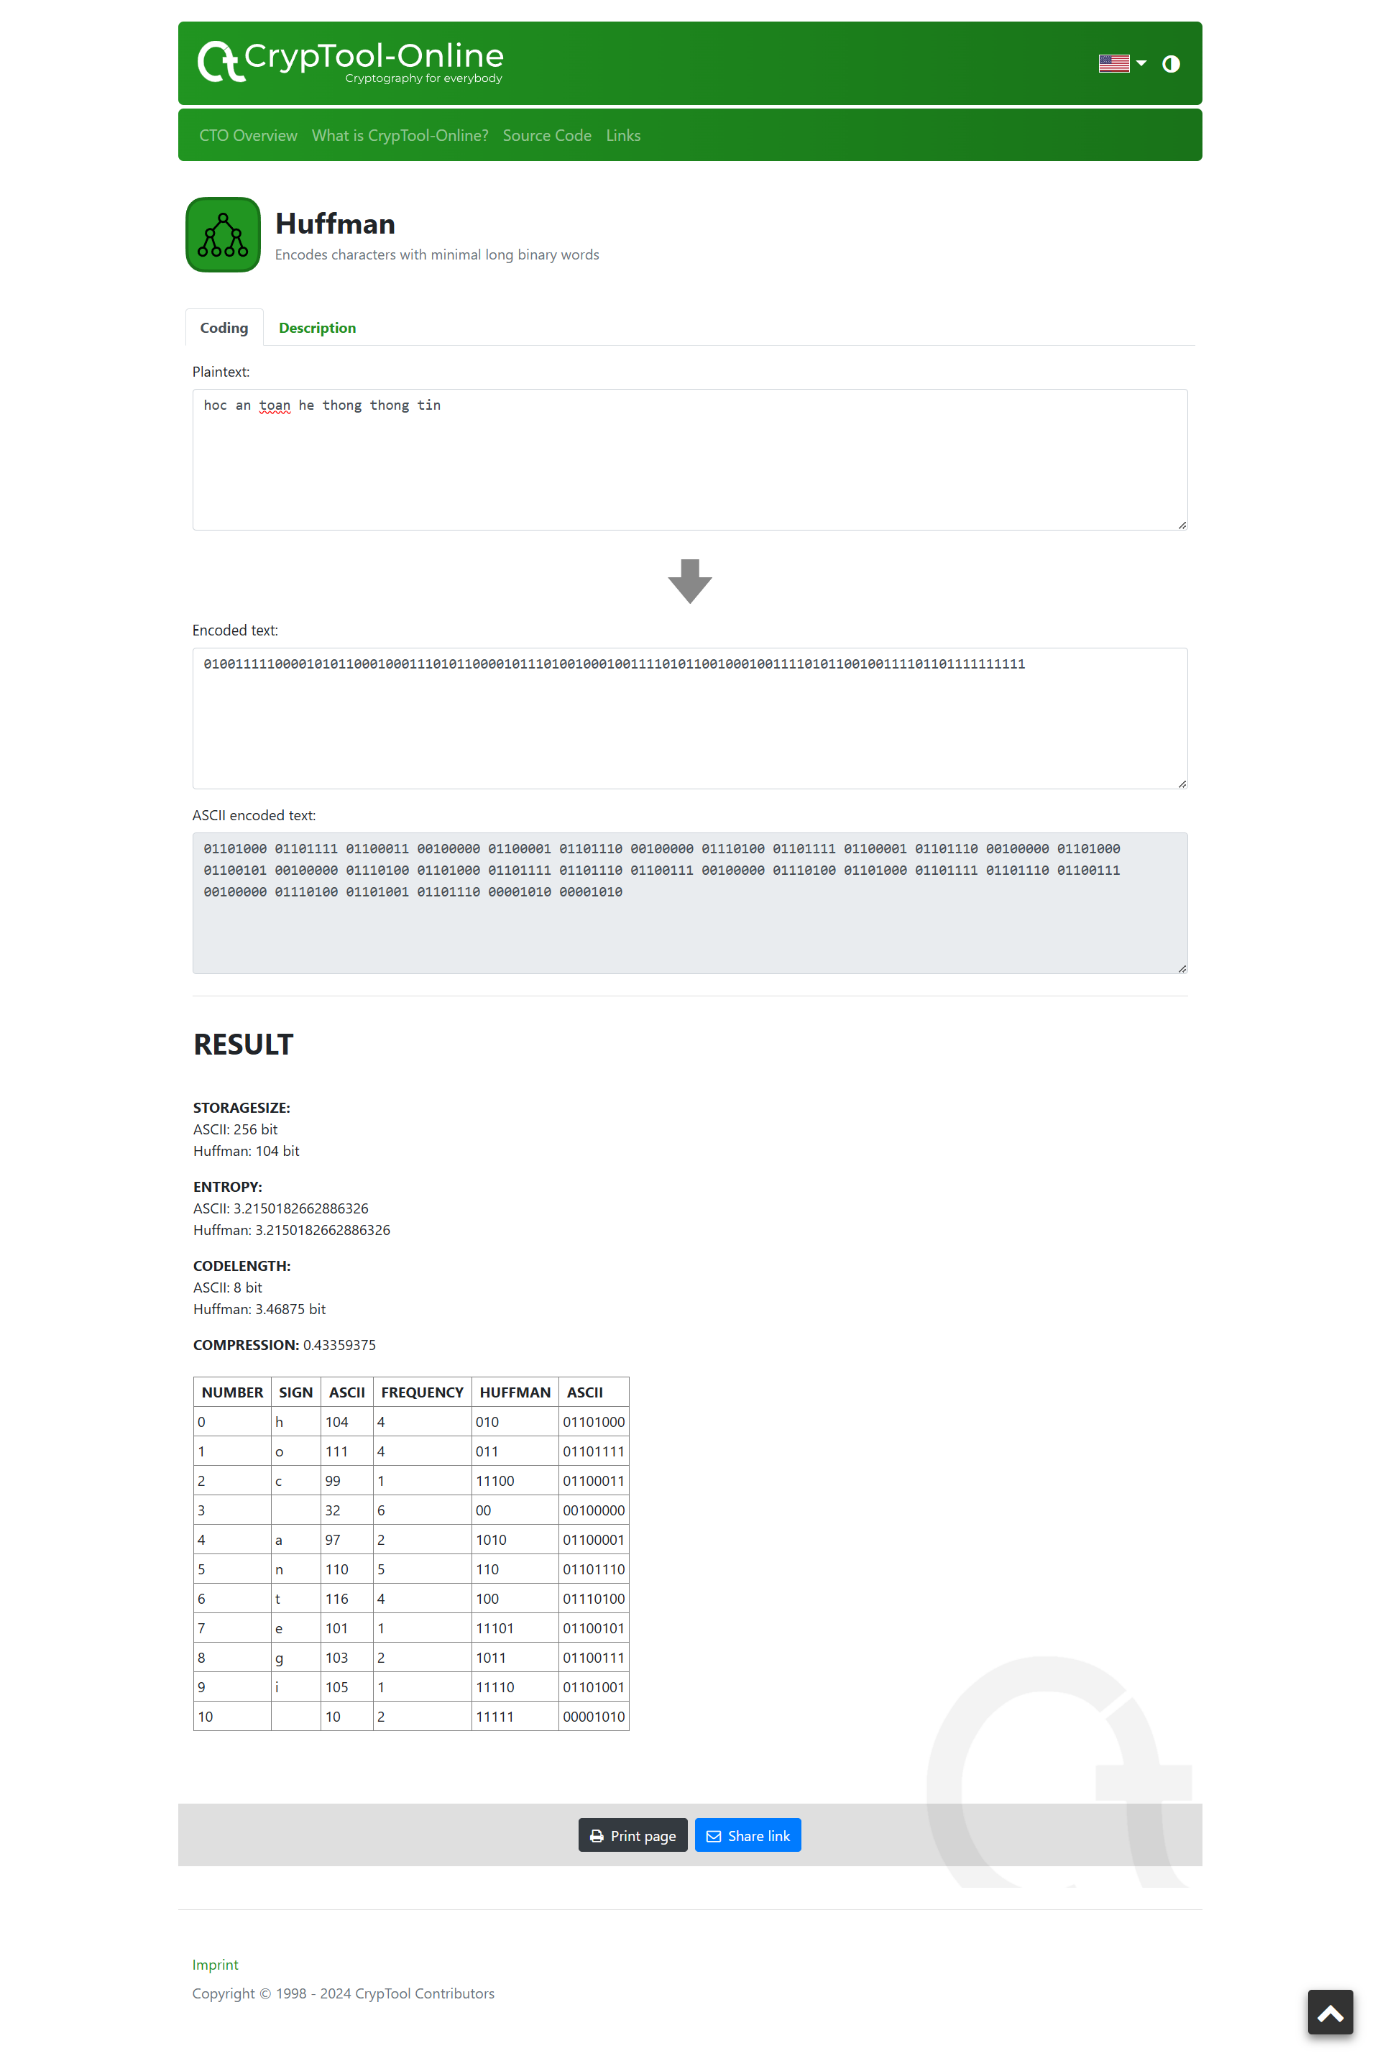 CrypTool-Online
Cryptography for everybody
CTO Overview What is CrypTool-Online? Source Code Links
Huffman
Encodes characters with minimal long binary words
Coding Description
Plaintext:
hoc an toan he thong thong tin
Encoded text:
01001111100001010110001000111010110000101110100100010011110101100100010011110101100100111101101111111111
ASCII encoded text:
01101000 01101111 01100011 00100000 01100001 01101110 00100000 01110100 01101111 01100001 01101110 00100000 01101000
01100101 00100000 01110100 01101000 01101111 01101110 01100111 00100000 01110100 01101000 01101111 01101110 01100111
00100000 01110100 01101001 01101110 00001010 00001010
RESULT
STORAGESIZE:
ASCII: 256 bit
Huffman: 104 bit
ENTROPY:
ASCII: 3.2150182662886326
Huffman: 3.2150182662886326
CODELENGTH:
ASCII: 8 bit
Huffman: 3.46875 bit
COMPRESSION: 0.43359375
NUMBER SIGN ASCII FREQUENCY HUFFMAN ASCII
0 h 104 4 010 01101000
1 o 111 4 011 01101111
2 c 99 1 11100 01100011
3 32 6 00 00100000
4 a 97 2 1010 01100001
5 n 110 5 110 01101110
6 t 116 4 100 01110100
7 e 101 1 11101 01100101
8 g 103 2 1011 01100111
9 i 105 1 11110 01101001
10 10 2 11111 00001010
Print page Share link
Imprint
Copyright © 1998 - 2024 CrypTool Contributors